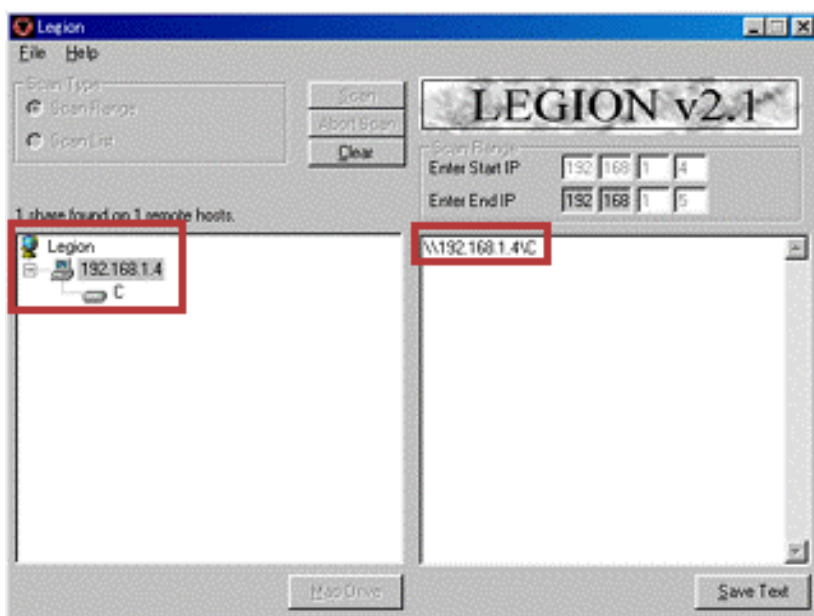 Legion
File Help
Scan Type
Scan Range
Scan List
Scan
Abort Scan
Clear
LEGION v2.1
Scan Range
Enter Start IP 192 168 1 4
Enter End IP 192 168 1 5
1 share found on 1 remote hosts.
Legion
192.168.1.4
C
\\192.168.1.4\C
Map Drive
Save Text